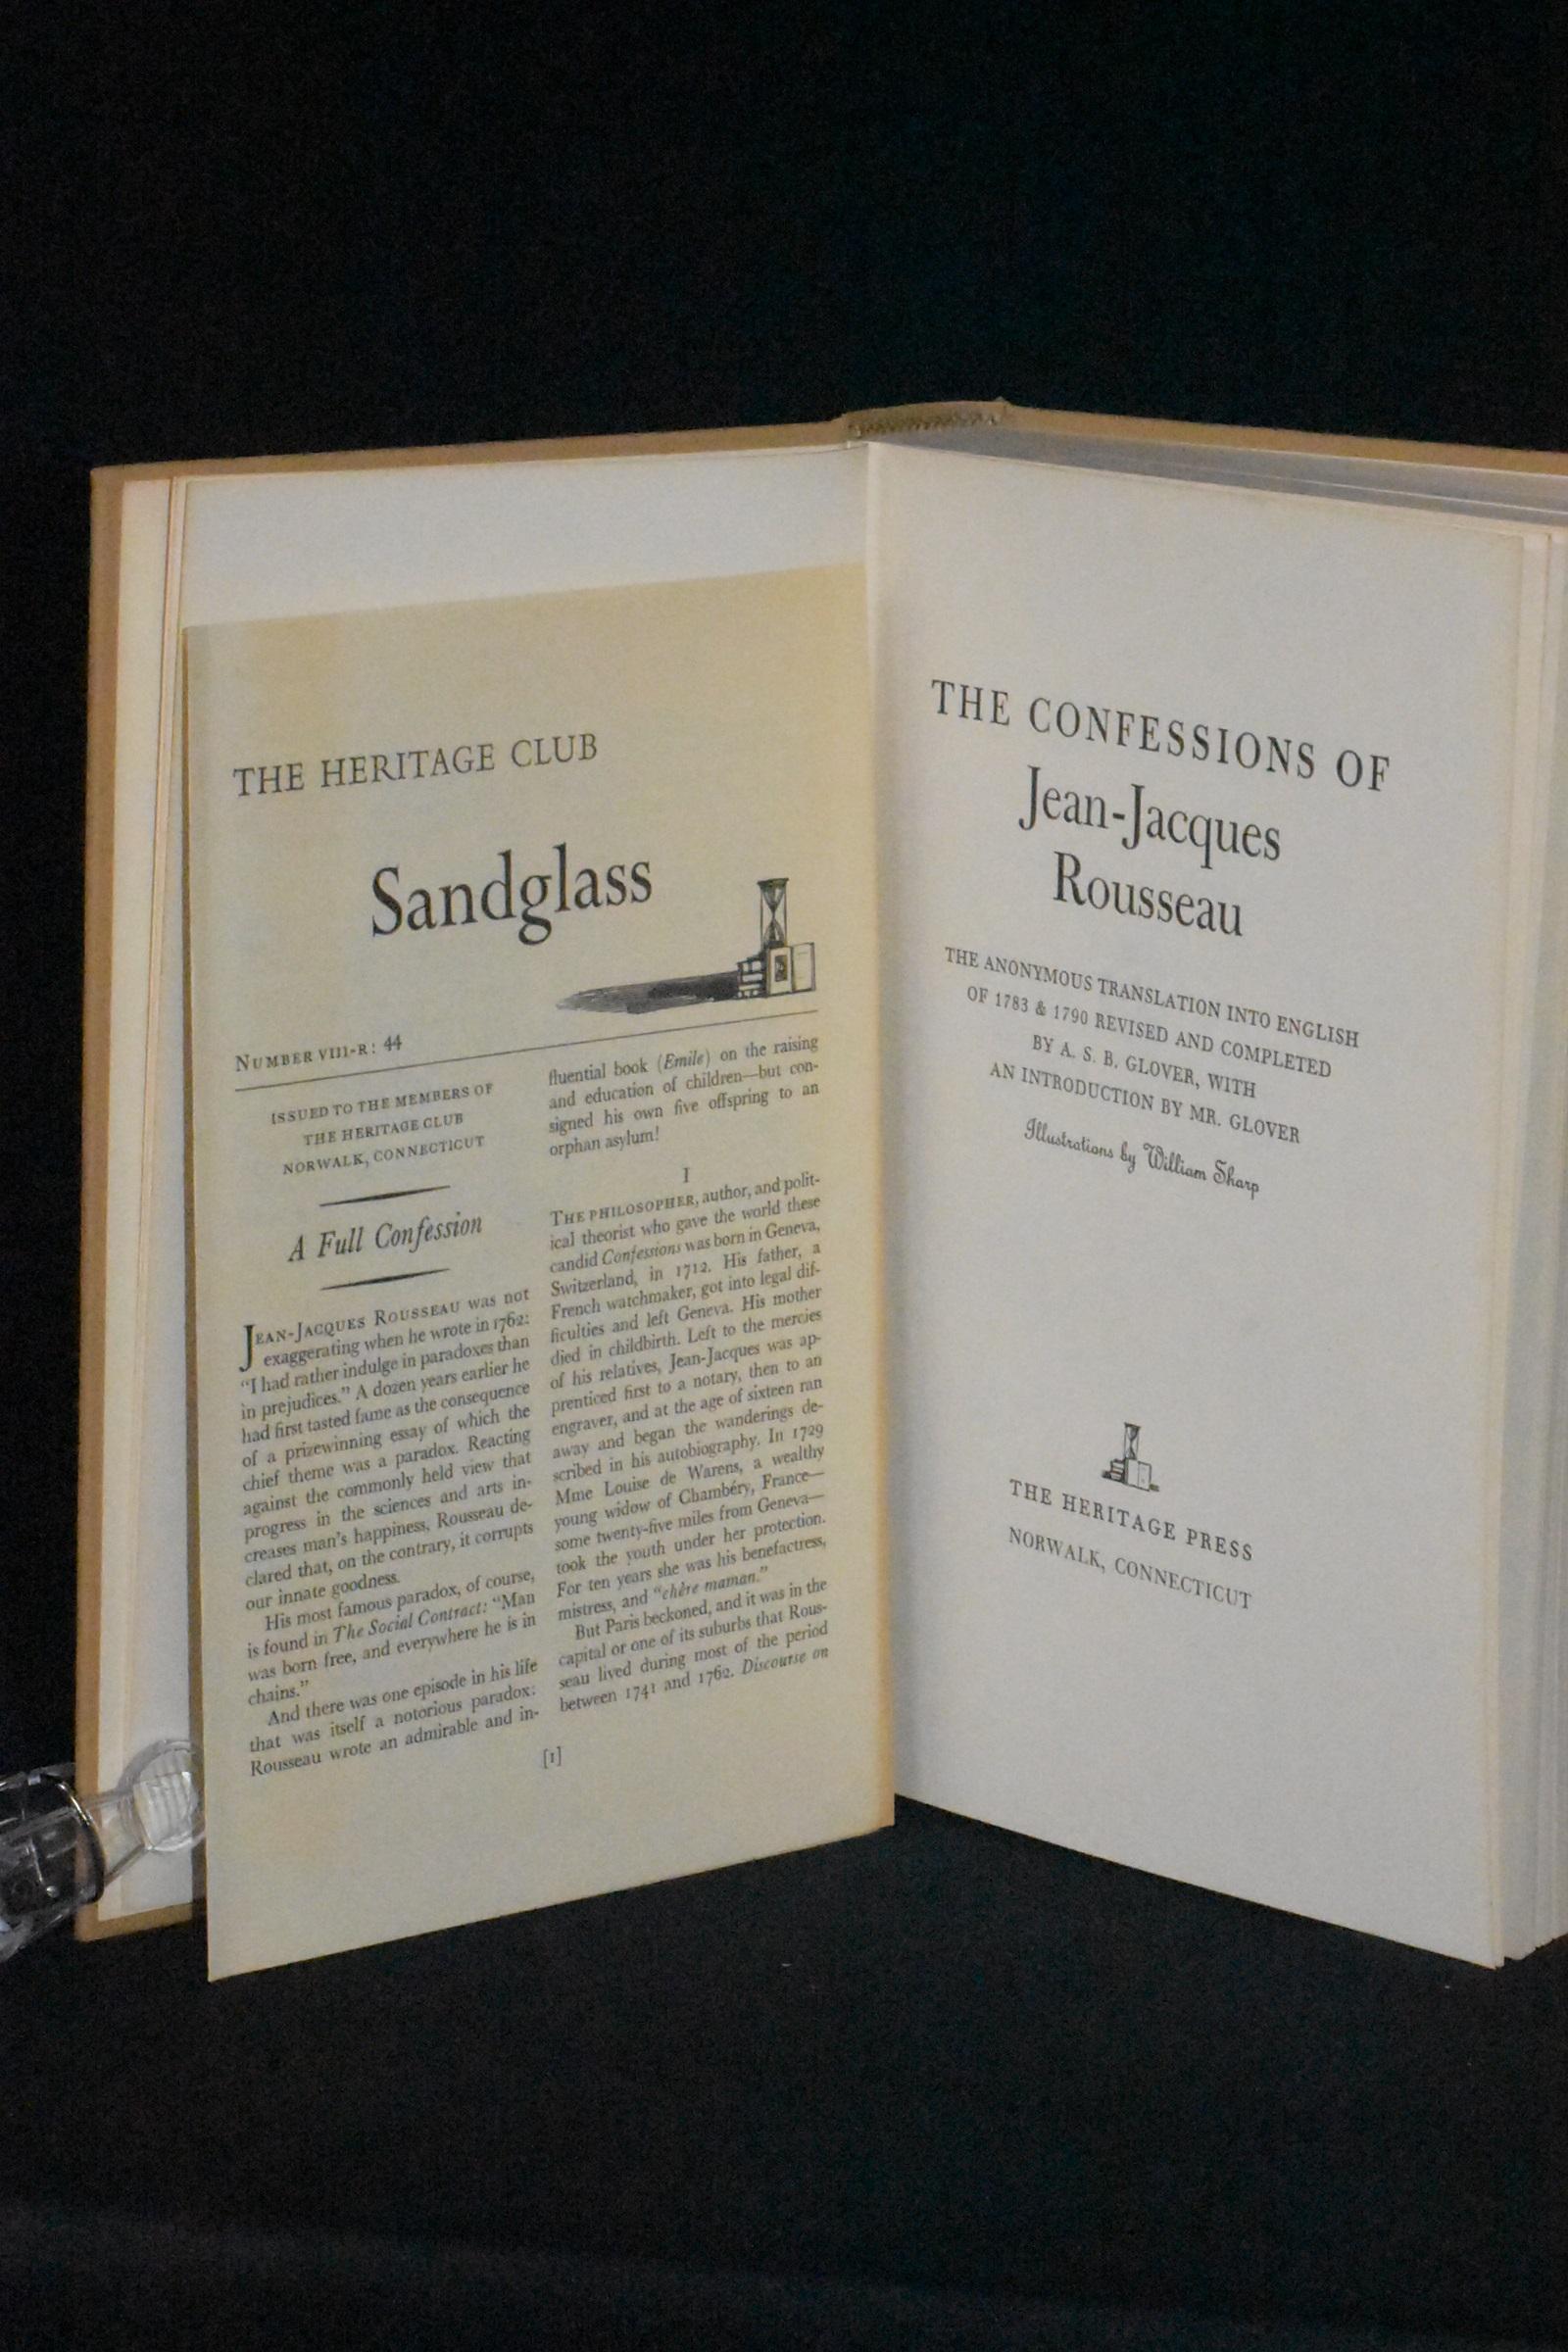 THE HERITAGE CLUB
Sandglass
NUMBER VIII-R: 44
ISSUED TO THE MEMBERS OF
THE HERITAGE CLUB
NORWALK, CONNECTICUT
A Full Confession
JEAN-JACQUES ROUSSEAU was not
exaggerating when he wrote in 1762:
"I had rather indulge in paradoxes than
in prejudices." A dozen years earlier he
had first tasted fame as the consequence
of a prizewinning essay of which the
chief theme was a paradox. Reacting
against the commonly held view that
progress in the sciences and arts in-
creases man's happiness, Rousseau de-
clared that, on the contrary, it corrupts
our innate goodness.
His most famous paradox, of course,
is found in The Social Contract: "Man
was born free, and everywhere he is in
chains."
And there was one episode in his life
that was itself a notorious paradox:
Rousseau wrote an admirable and in-
fluential book (Emile) on the raising
and education of children—but con-
signed his own five offspring to an
orphan asylum!
I
THE PHILOSOPHER, author, and polit-
ical theorist who gave the world these
candid Confessions was born in Geneva,
Switzerland, in 1712. His father, a
French watchmaker, got into legal dif-
ficulties and left Geneva. His mother
died in childbirth. Left to the mercies
of his relatives, Jean-Jacques was ap-
prenticed first to a notary, then to an
engraver, and at the age of sixteen ran
away and began the wanderings de-
scribed in his autobiography. In 1729
Mme Louise de Warens, a wealthy
young widow of Chambéry, France—
some twenty-five miles from Geneva—
took the youth under her protection.
For ten years she was his benefactress,
mistress, and "chère maman."
But Paris beckoned, and it was in the
capital or one of its suburbs that Rous-
seau lived during most of the period
between 1741 and 1762. Discourse on
[1]
THE CONFESSIONS OF
Jean-Jacques
Rousseau
THE ANONYMOUS TRANSLATION INTO ENGLISH
OF 1783 & 1790 REVISED AND COMPLETED
BY A. S. B. GLOVER, WITH
AN INTRODUCTION BY MR. GLOVER
Illustrations by William Sharp
THE HERITAGE PRESS
NORWALK, CONNECTICUT